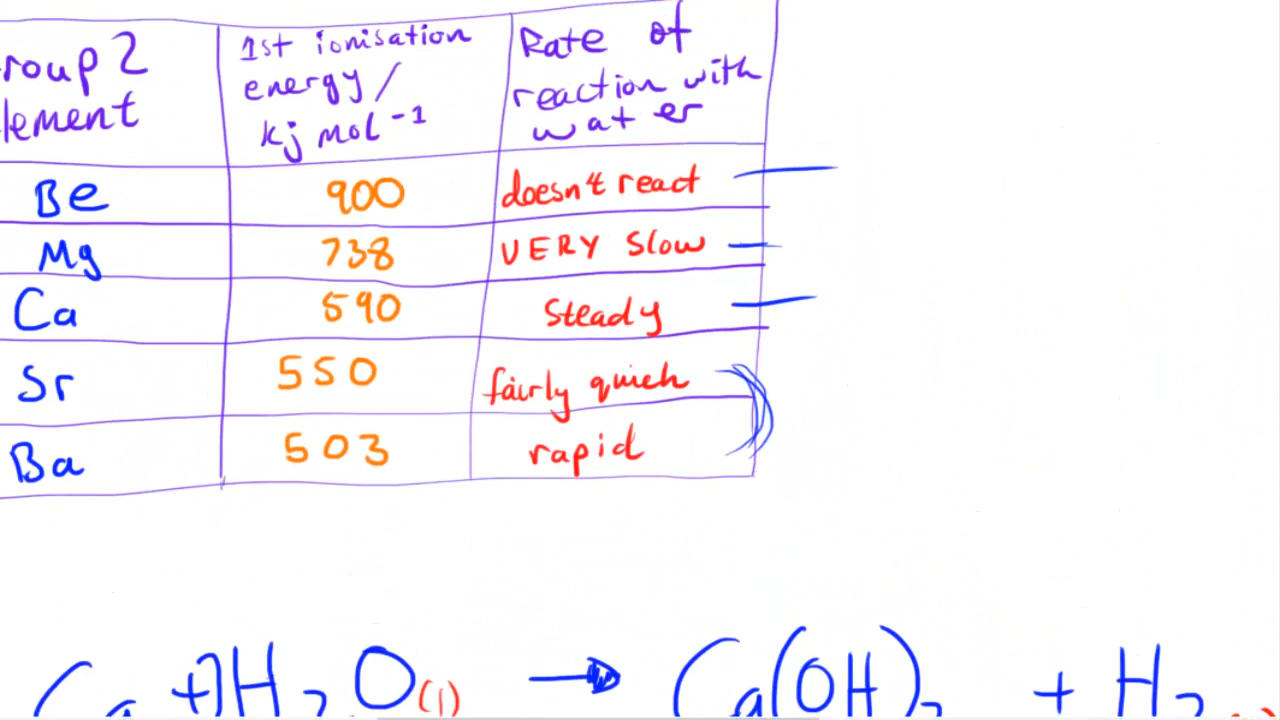 roup 2 1st ionisation Rate of
lement energy/ reaction with
kj mol⁻¹ water
Be 900 doesn't react
Mg 738 VERY Slow
Ca 590 steady
Sr 550 fairly quick
Ba 503 rapid
Ca + H₂O(l) → Ca(OH)₂ + H₂